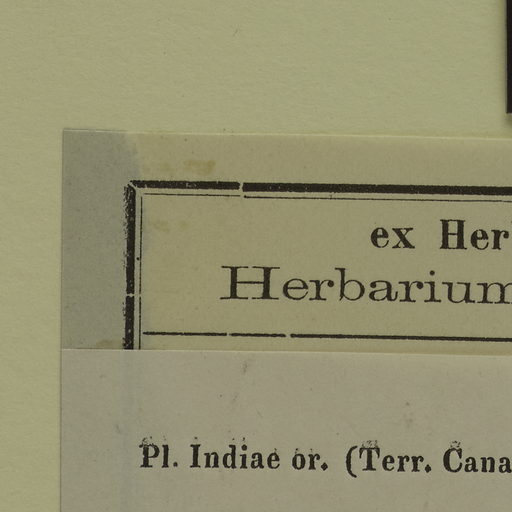 ex Her
Herbarium
Pl. Indiae or. (Terr. Cana